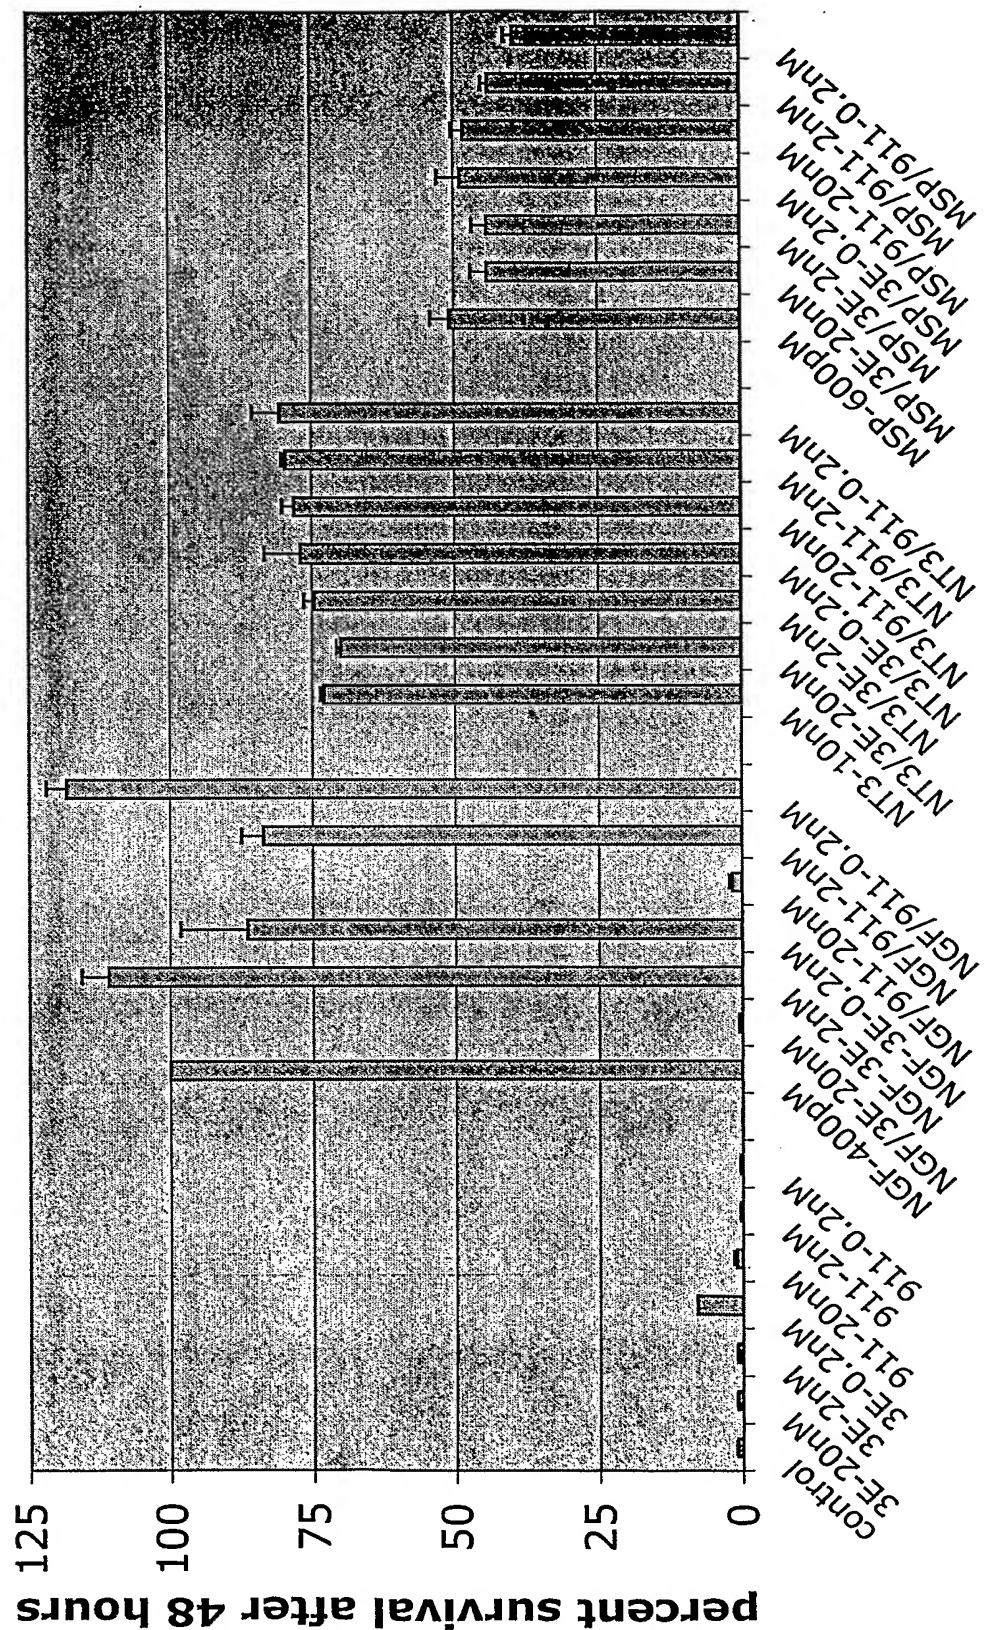 percent survival after 48 hours
125
100
75
50
25
0
control
3E-20nM
3E-2nM
3E-0.2nM
911-20nM
911-2nM
911-0.2nM
NGF-400pM
NGF/3E-20nM
NGF-3E-2nM
NGF-3E-0.2nM
NGF/911-20nM
NGF/911-2nM
NGF/911-0.2nM
NT3-10nM
NT3/3E-20nM
NT3/3E-2nM
NT3/3E-0.2nM
NT3/911-20nM
NT3/911-2nM
NT3/911-0.2nM
MSP-600pM
MSP/3E-20nM
MSP/3E-2nM
MSP/3E-0.2nM
MSP/911-20nM
MSP/911-2nM
MSP/911-0.2nM